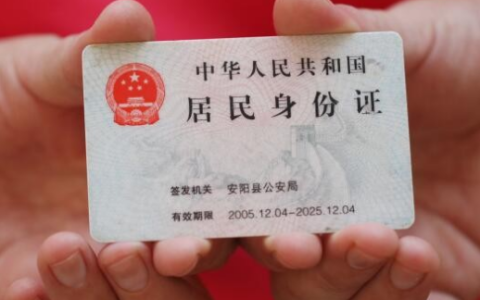 中华人民共和国
居民身份证
签发机关 安阳县公安局
有效期限 2005.12.04-2025.12.04